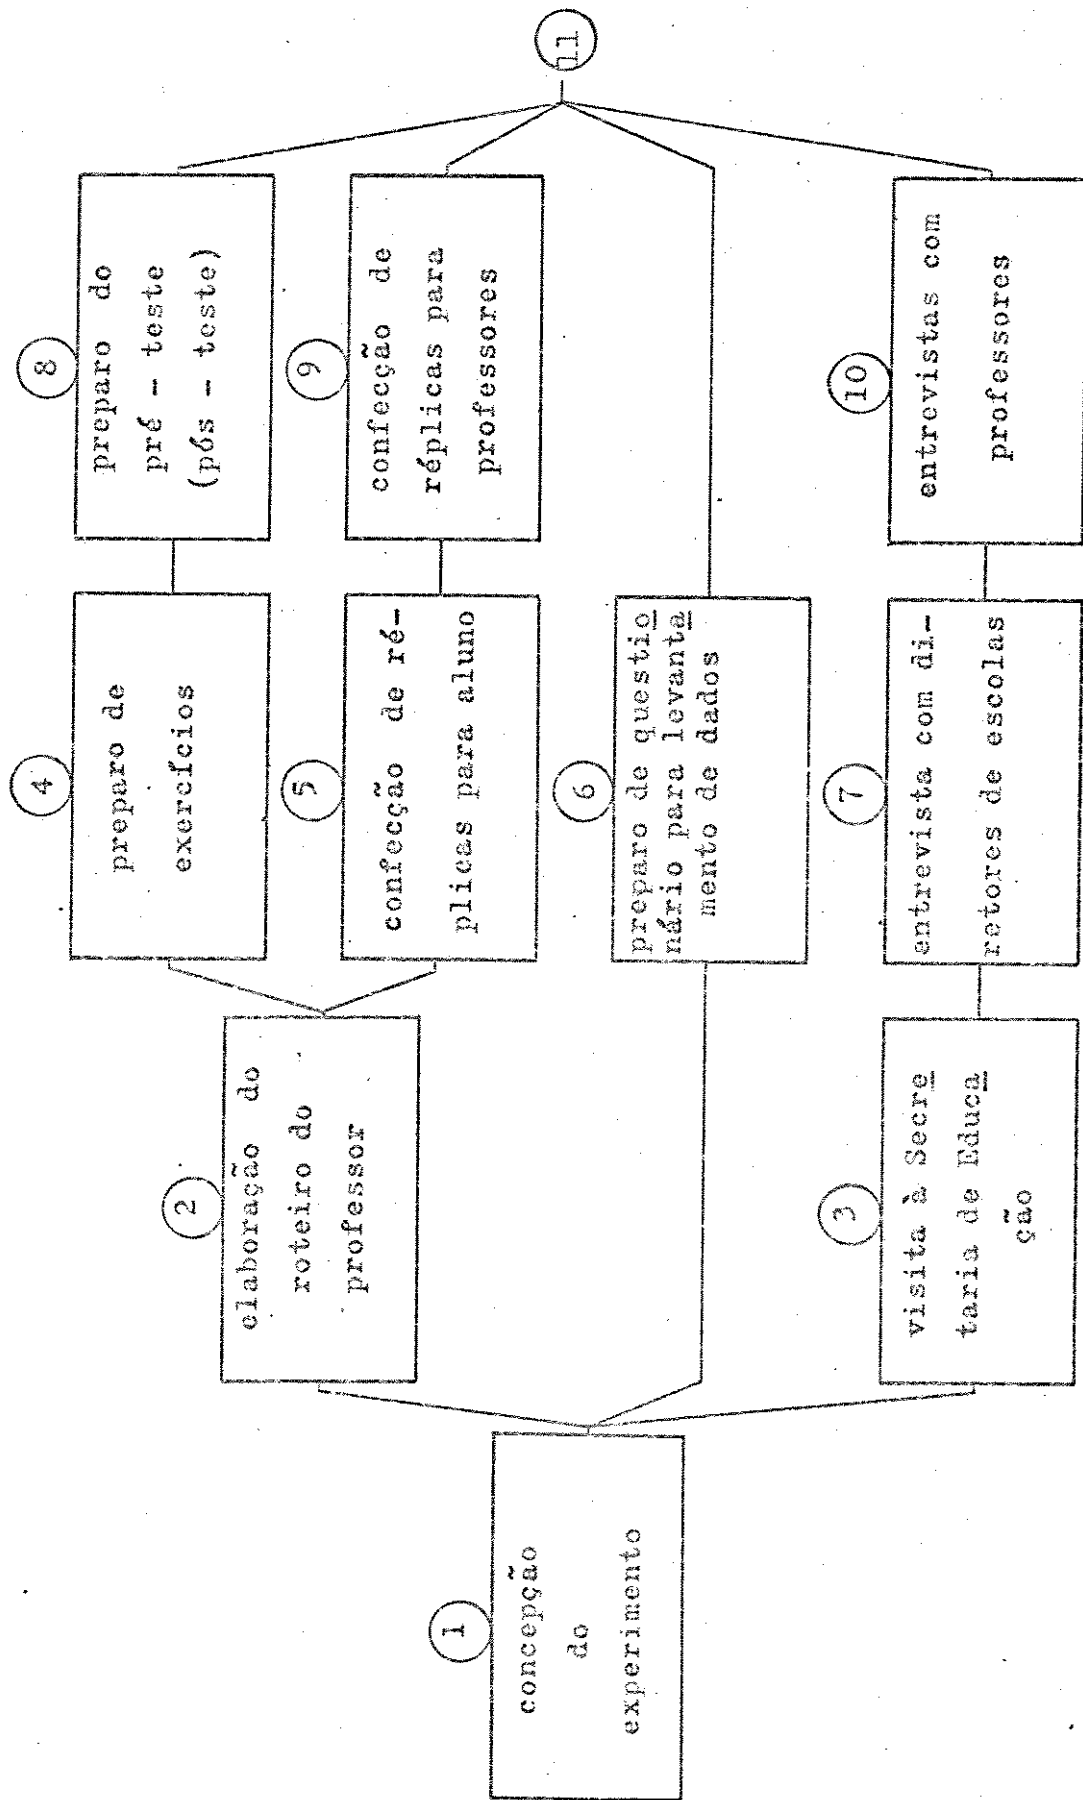 1
concepção
do
experimento
2
elaboração do
roteiro do
professor
3
visita à Secre
taria de Educa
ção
4
preparo de
exercícios
5
confecção de ré-
plicas para aluno
6
preparo de questio
nário para levanta
mento de dados
7
entrevista com di-
retores de escolas
8
preparo do
pré - teste
(pós - teste)
9
confecção de
réplicas para
professores
10
entrevistas com
professores
11